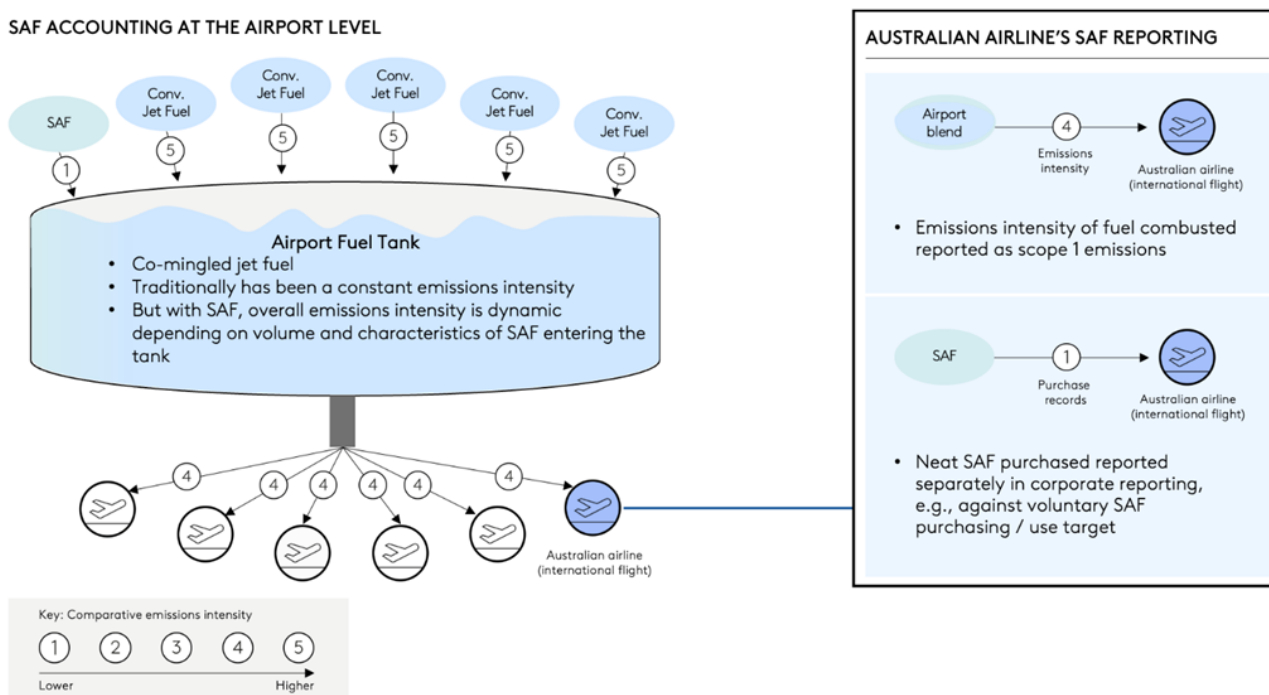 SAF ACCOUNTING AT THE AIRPORT LEVEL
SAF
1
Conv.
Jet Fuel
5
Conv.
Jet Fuel
5
Conv.
Jet Fuel
5
Conv.
Jet Fuel
5
Conv.
Jet Fuel
5
Airport Fuel Tank
• Co-mingled jet fuel
• Traditionally has been a constant emissions intensity
• But with SAF, overall emissions intensity is dynamic
depending on volume and characteristics of SAF entering the
tank
4
4
4
4
4
4
Australian airline
(international flight)
Key: Comparative emissions intensity
1 2 3 4 5
Lower Higher
AUSTRALIAN AIRLINE'S SAF REPORTING
Airport
blend
4
Emissions
intensity
Australian airline
(international flight)
• Emissions intensity of fuel combusted
reported as scope 1 emissions
SAF
1
Purchase
records
Australian airline
(international flight)
• Neat SAF purchased reported
separately in corporate reporting,
e.g., against voluntary SAF
purchasing / use target